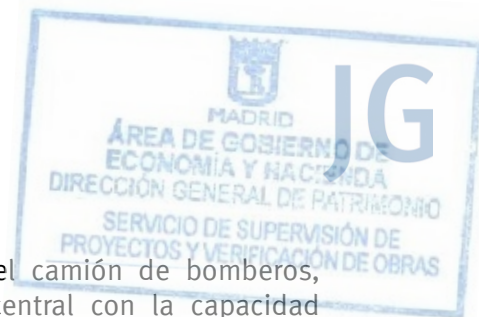 JG
MADRID
ÁREA DE GOBIERNO DE
ECONOMÍA Y HACIENDA
DIRECCIÓN GENERAL DE PATRIMONIO
SERVICIO DE SUPERVISIÓN DE
PROYECTOS Y VERIFICACIÓN DE OBRAS
el camión de bomberos,
central con la capacidad